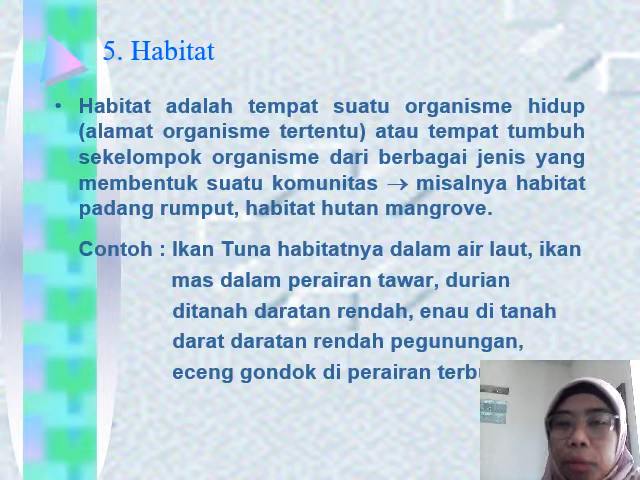 5. Habitat
• Habitat adalah tempat suatu organisme hidup
(alamat organisme tertentu) atau tempat tumbuh
sekelompok organisme dari berbagai jenis yang
membentuk suatu komunitas → misalnya habitat
padang rumput, habitat hutan mangrove.
Contoh : Ikan Tuna habitatnya dalam air laut, ikan
mas dalam perairan tawar, durian
ditanah daratan rendah, enau di tanah
darat daratan rendah pegunungan,
eceng gondok di perairan